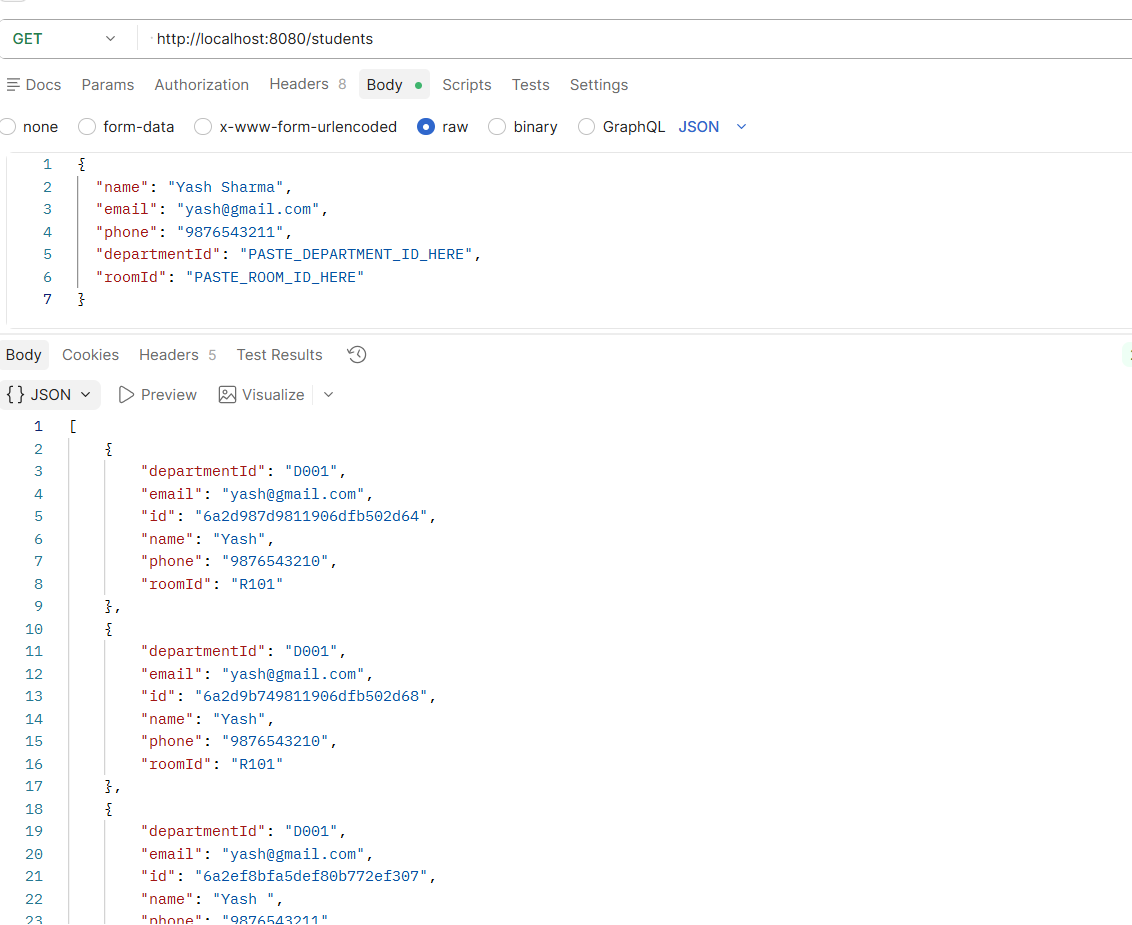 GET http://localhost:8080/students
Docs Params Authorization Headers 8 Body Scripts Tests Settings
none form-data x-www-form-urlencoded raw binary GraphQL JSON
1 {
2 "name": "Yash Sharma",
3 "email": "yash@gmail.com",
4 "phone": "9876543211",
5 "departmentId": "PASTE_DEPARTMENT_ID_HERE",
6 "roomId": "PASTE_ROOM_ID_HERE"
7 }
Body Cookies Headers 5 Test Results
{} JSON Preview Visualize
1 [
2 {
3 "departmentId": "D001",
4 "email": "yash@gmail.com",
5 "id": "6a2d987d9811906dfb502d64",
6 "name": "Yash",
7 "phone": "9876543210",
8 "roomId": "R101"
9 },
10 {
11 "departmentId": "D001",
12 "email": "yash@gmail.com",
13 "id": "6a2d9b749811906dfb502d68",
14 "name": "Yash",
15 "phone": "9876543210",
16 "roomId": "R101"
17 },
18 {
19 "departmentId": "D001",
20 "email": "yash@gmail.com",
21 "id": "6a2ef8bfa5def80b772ef307",
22 "name": "Yash ",
23 "phone": "9876543211"